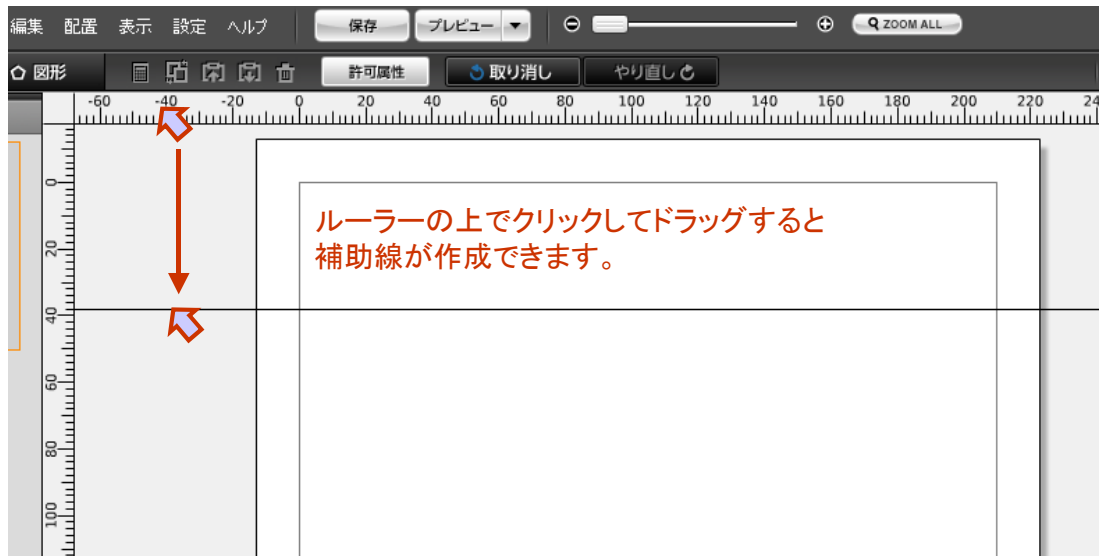 編集 配置 表示 設定 ヘルプ 保存 プレビュー ZOOM ALL
図形 許可属性 取り消し やり直し
-60 -40 -20 0 20 40 60 80 100 120 140 160 180 200 220 24
ルーラーの上でクリックしてドラッグすると
補助線が作成できます。
0
20
40
60
80
100